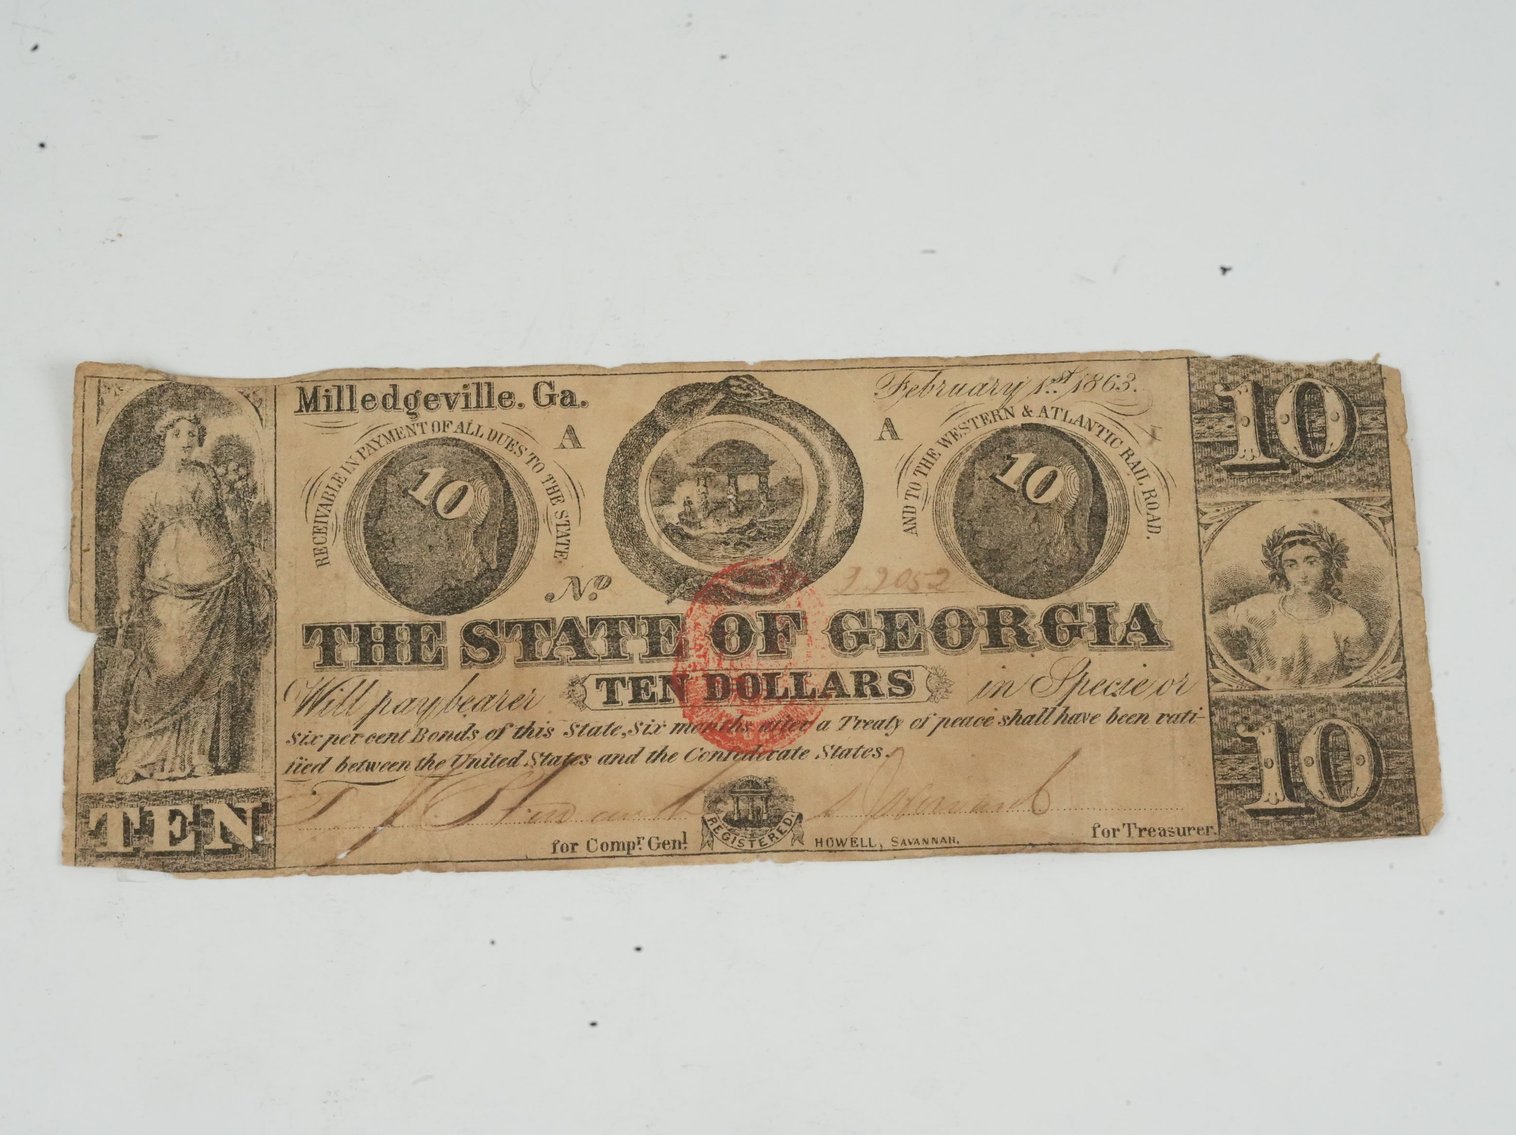 Milledgeville. Ga.
February 1.st 1863.
10
RECEIVABLE IN PAYMENT OF ALL DUES TO THE STATE
A
A
AND TO THE WESTERN & ATLANTIC RAIL ROAD.
10
10
No.
THE STATE OF GEORGIA
Will pay bearer TEN DOLLARS in Specie or
six per cent Bonds of this State, six months after a Treaty of peace shall have been rati-
fied between the United States and the Confederate States.
TEN
10
for Compr. Genl.
REGISTERED.
HOWELL, SAVANNAH.
for Treasurer.